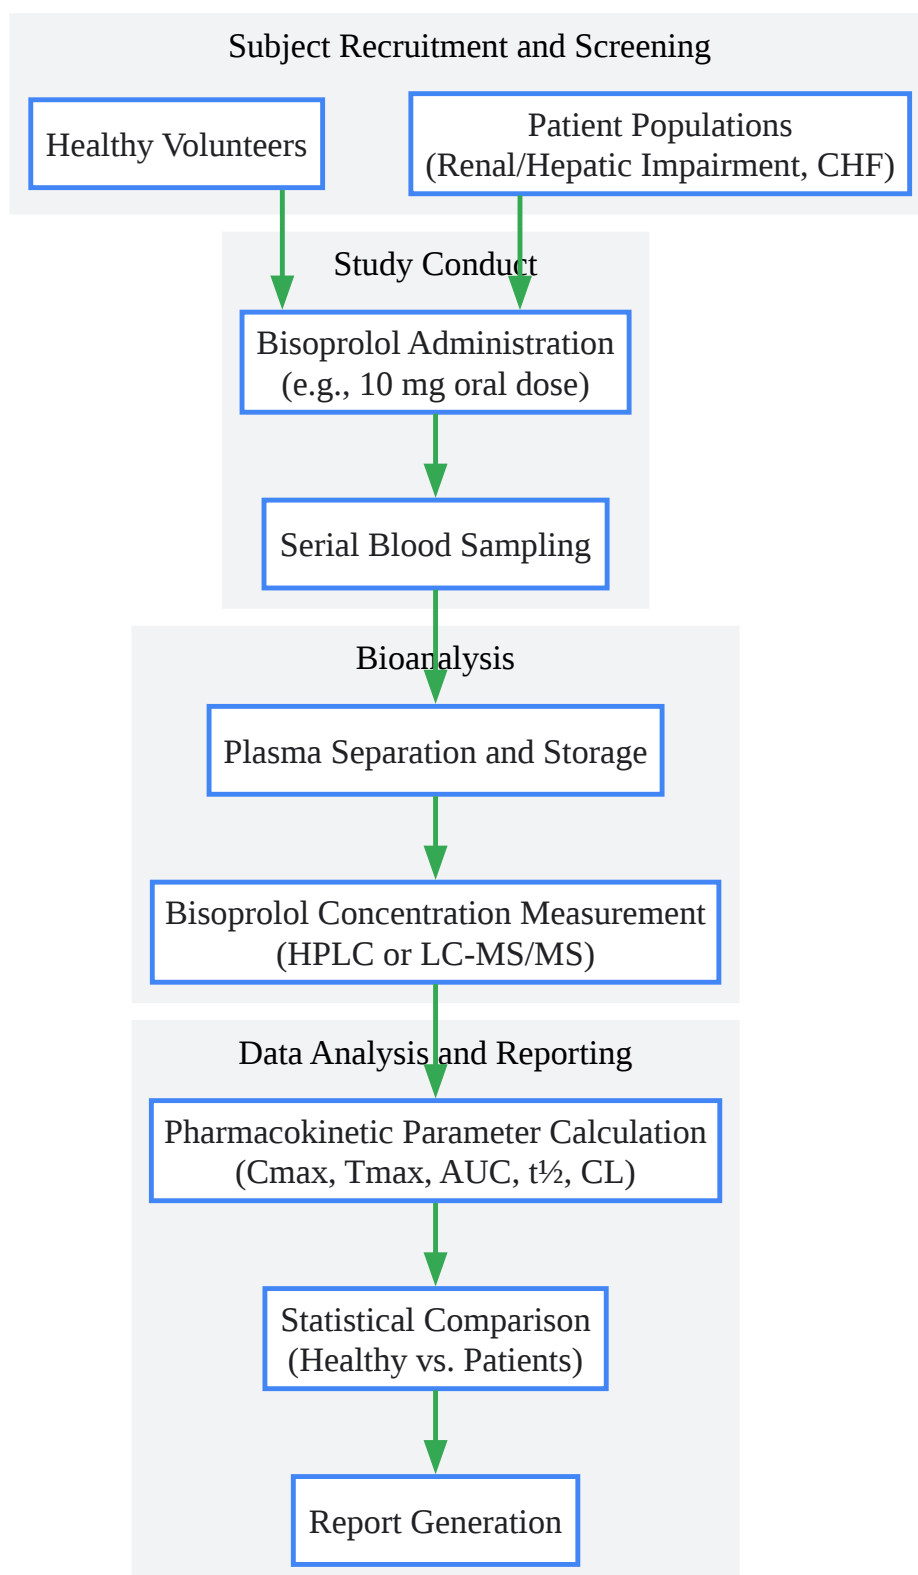 Subject Recruitment and Screening
Healthy Volunteers
Patient Populations
(Renal/Hepatic Impairment, CHF)
Study Conduct
Bisoprolol Administration
(e.g., 10 mg oral dose)
Serial Blood Sampling
Bioanalysis
Plasma Separation and Storage
Bisoprolol Concentration Measurement
(HPLC or LC-MS/MS)
Data Analysis and Reporting
Pharmacokinetic Parameter Calculation
(Cmax, Tmax, AUC, t½, CL)
Statistical Comparison
(Healthy vs. Patients)
Report Generation